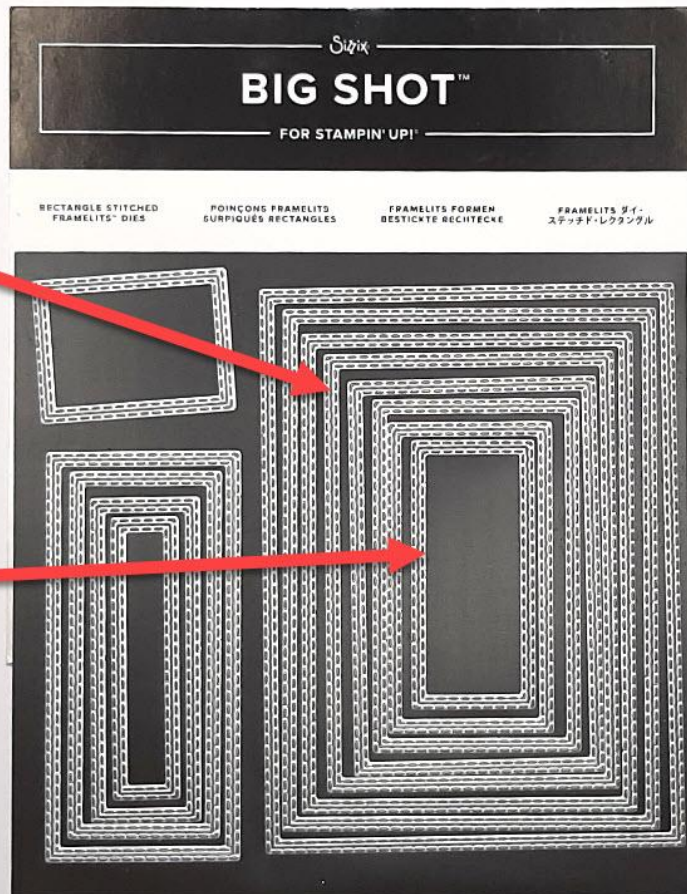 Sizzix
BIG SHOT™
FOR STAMPIN' UP!®
RECTANGLE STITCHED
FRAMELITS™ DIES
POINÇONS FRAMELITS
SURPIQUÉS RECTANGLES
FRAMELITS FORMEN
BESTICKTE RECHTECKE
FRAMELITS ダイ・
ステッチド・レクタングル